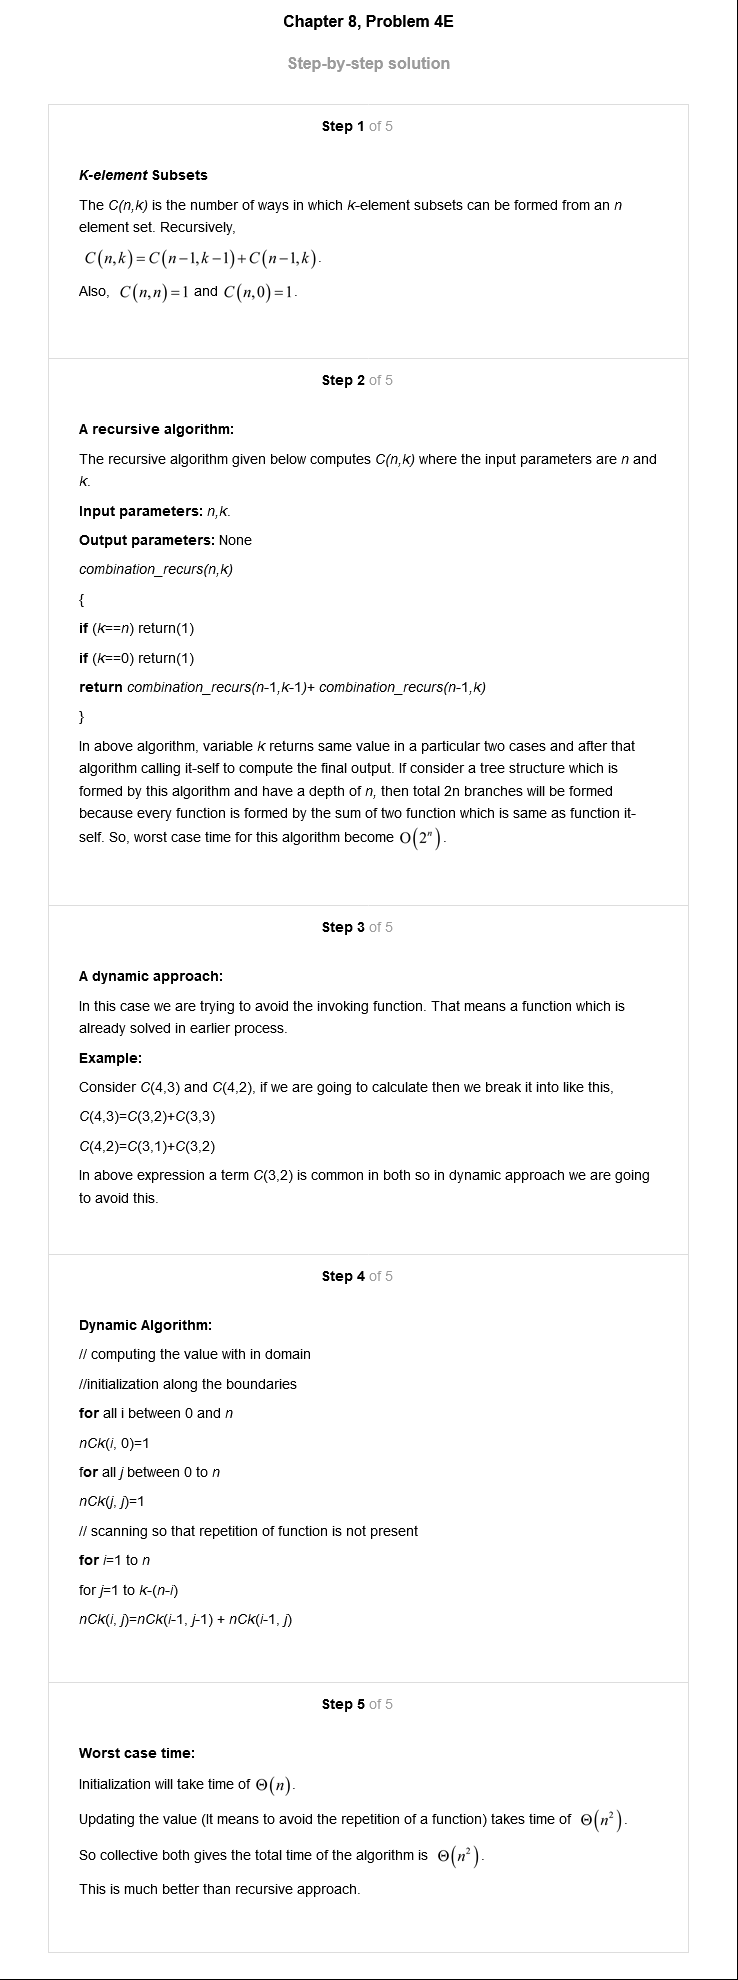 Chapter 8, Problem 4E
Step-by-step solution
Step 1 of 5
K-element Subsets
The C(n,k) is the number of ways in which k-element subsets can be formed from an n
element set. Recursively,
C(n,k)=C(n−1,k−1)+C(n−1,k).
Also, C(n,n)=1 and C(n,0)=1.
Step 2 of 5
A recursive algorithm:
The recursive algorithm given below computes C(n,k) where the input parameters are n and
k.
Input parameters: n,k.
Output parameters: None
combination_recurs(n,k)
{
if (k==n) return(1)
if (k==0) return(1)
return combination_recurs(n-1,k-1)+ combination_recurs(n-1,k)
}
In above algorithm, variable k returns same value in a particular two cases and after that
algorithm calling it-self to compute the final output. If consider a tree structure which is
formed by this algorithm and have a depth of n, then total 2n branches will be formed
because every function is formed by the sum of two function which is same as function it-
self. So, worst case time for this algorithm become O(2ⁿ).
Step 3 of 5
A dynamic approach:
In this case we are trying to avoid the invoking function. That means a function which is
already solved in earlier process.
Example:
Consider C(4,3) and C(4,2), if we are going to calculate then we break it into like this,
C(4,3)=C(3,2)+C(3,3)
C(4,2)=C(3,1)+C(3,2)
In above expression a term C(3,2) is common in both so in dynamic approach we are going
to avoid this.
Step 4 of 5
Dynamic Algorithm:
// computing the value with in domain
//initialization along the boundaries
for all i between 0 and n
nCk(i, 0)=1
for all j between 0 to n
nCk(j, j)=1
// scanning so that repetition of function is not present
for i=1 to n
for j=1 to k-(n-i)
nCk(i, j)=nCk(i-1, j-1) + nCk(i-1, j)
Step 5 of 5
Worst case time:
Initialization will take time of Θ(n).
Updating the value (It means to avoid the repetition of a function) takes time of Θ(n²).
So collective both gives the total time of the algorithm is Θ(n²).
This is much better than recursive approach.